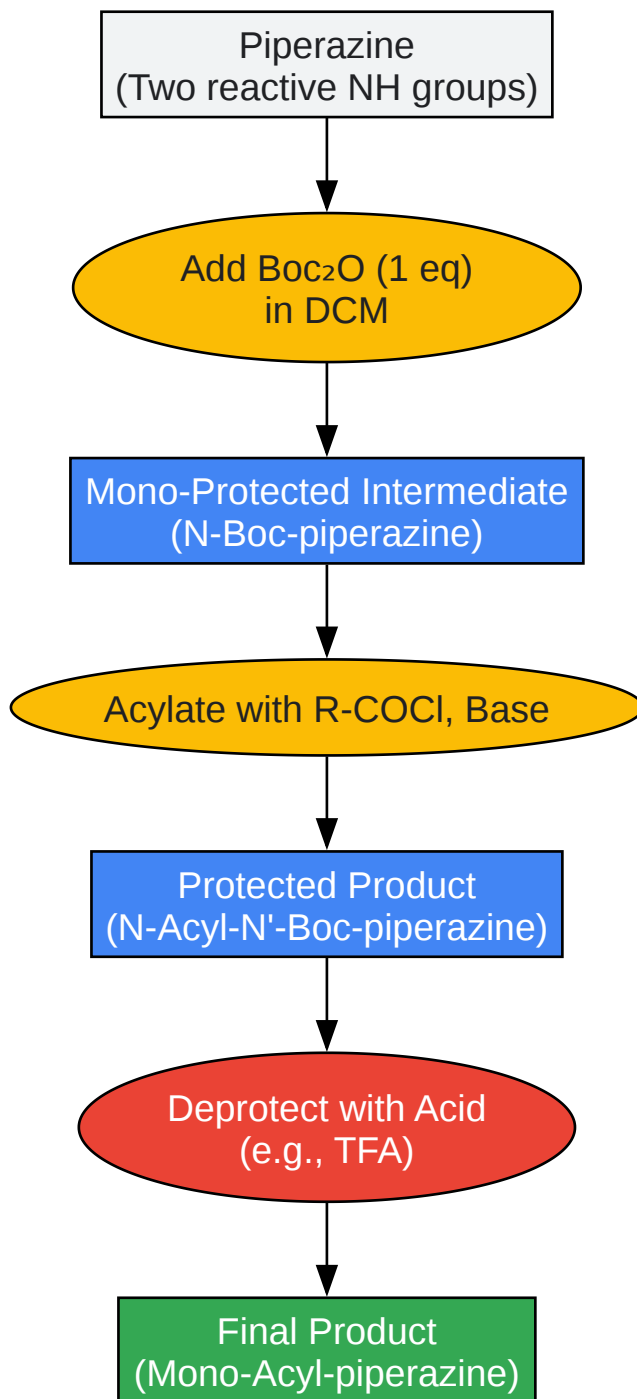 Piperazine
(Two reactive NH groups)
Add Boc₂O (1 eq)
in DCM
Mono-Protected Intermediate
(N-Boc-piperazine)
Acylate with R-COCl, Base
Protected Product
(N-Acyl-N'-Boc-piperazine)
Deprotect with Acid
(e.g., TFA)
Final Product
(Mono-Acyl-piperazine)